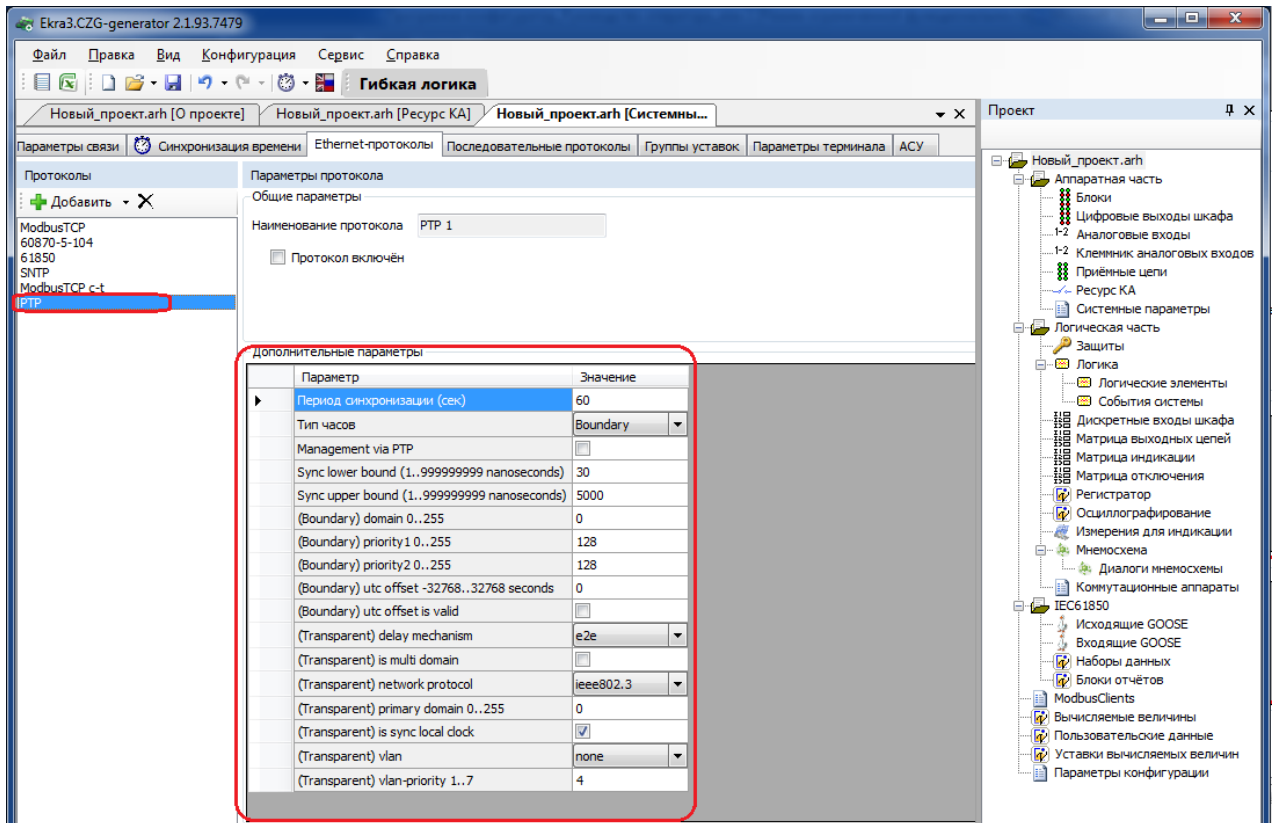 Ekra3.CZG-generator 2.1.93.7479
Файл Правка Вид Конфигурация Сервис Справка
Гибкая логика
Новый_проект.arh [О проекте] Новый_проект.arh [Ресурс КА] Новый_проект.arh [Системны...
Параметры связи Синхронизация времени Ethernet-протоколы Последовательные протоколы Группы уставок Параметры терминала АСУ
Протоколы
Добавить
ModbusTCP
60870-5-104
61850
SNTP
ModbusTCP c-t
PTP
Параметры протокола
Общие параметры
Наименование протокола PTP 1
Протокол включён
Дополнительные параметры
Параметр Значение
Период синхронизации (сек) 60
Тип часов Boundary
Management via PTP
Sync lower bound (1..999999999 nanoseconds) 30
Sync upper bound (1..999999999 nanoseconds) 5000
(Boundary) domain 0..255 0
(Boundary) priority1 0..255 128
(Boundary) priority2 0..255 128
(Boundary) utc offset -32768..32768 seconds 0
(Boundary) utc offset is valid
(Transparent) delay mechanism e2e
(Transparent) is multi domain
(Transparent) network protocol ieee802.3
(Transparent) primary domain 0..255 0
(Transparent) is sync local clock
(Transparent) vlan none
(Transparent) vlan-priority 1..7 4
Проект
Новый_проект.arh
Аппаратная часть
Блоки
Цифровые выходы шкафа
1-2 Аналоговые входы
1-2 Клеммник аналоговых входов
Приёмные цепи
Ресурс КА
Системные параметры
Логическая часть
Защиты
Логика
Логические элементы
События системы
Дискретные входы шкафа
Матрица выходных цепей
Матрица индикации
Матрица отключения
Регистратор
Осциллографирование
Измерения для индикации
Мнемосхема
Диалоги мнемосхемы
Коммутационные аппараты
IEC61850
Исходящие GOOSE
Входящие GOOSE
Наборы данных
Блоки отчётов
ModbusClients
Вычисляемые величины
Пользовательские данные
Уставки вычисляемых величин
Параметры конфигурации